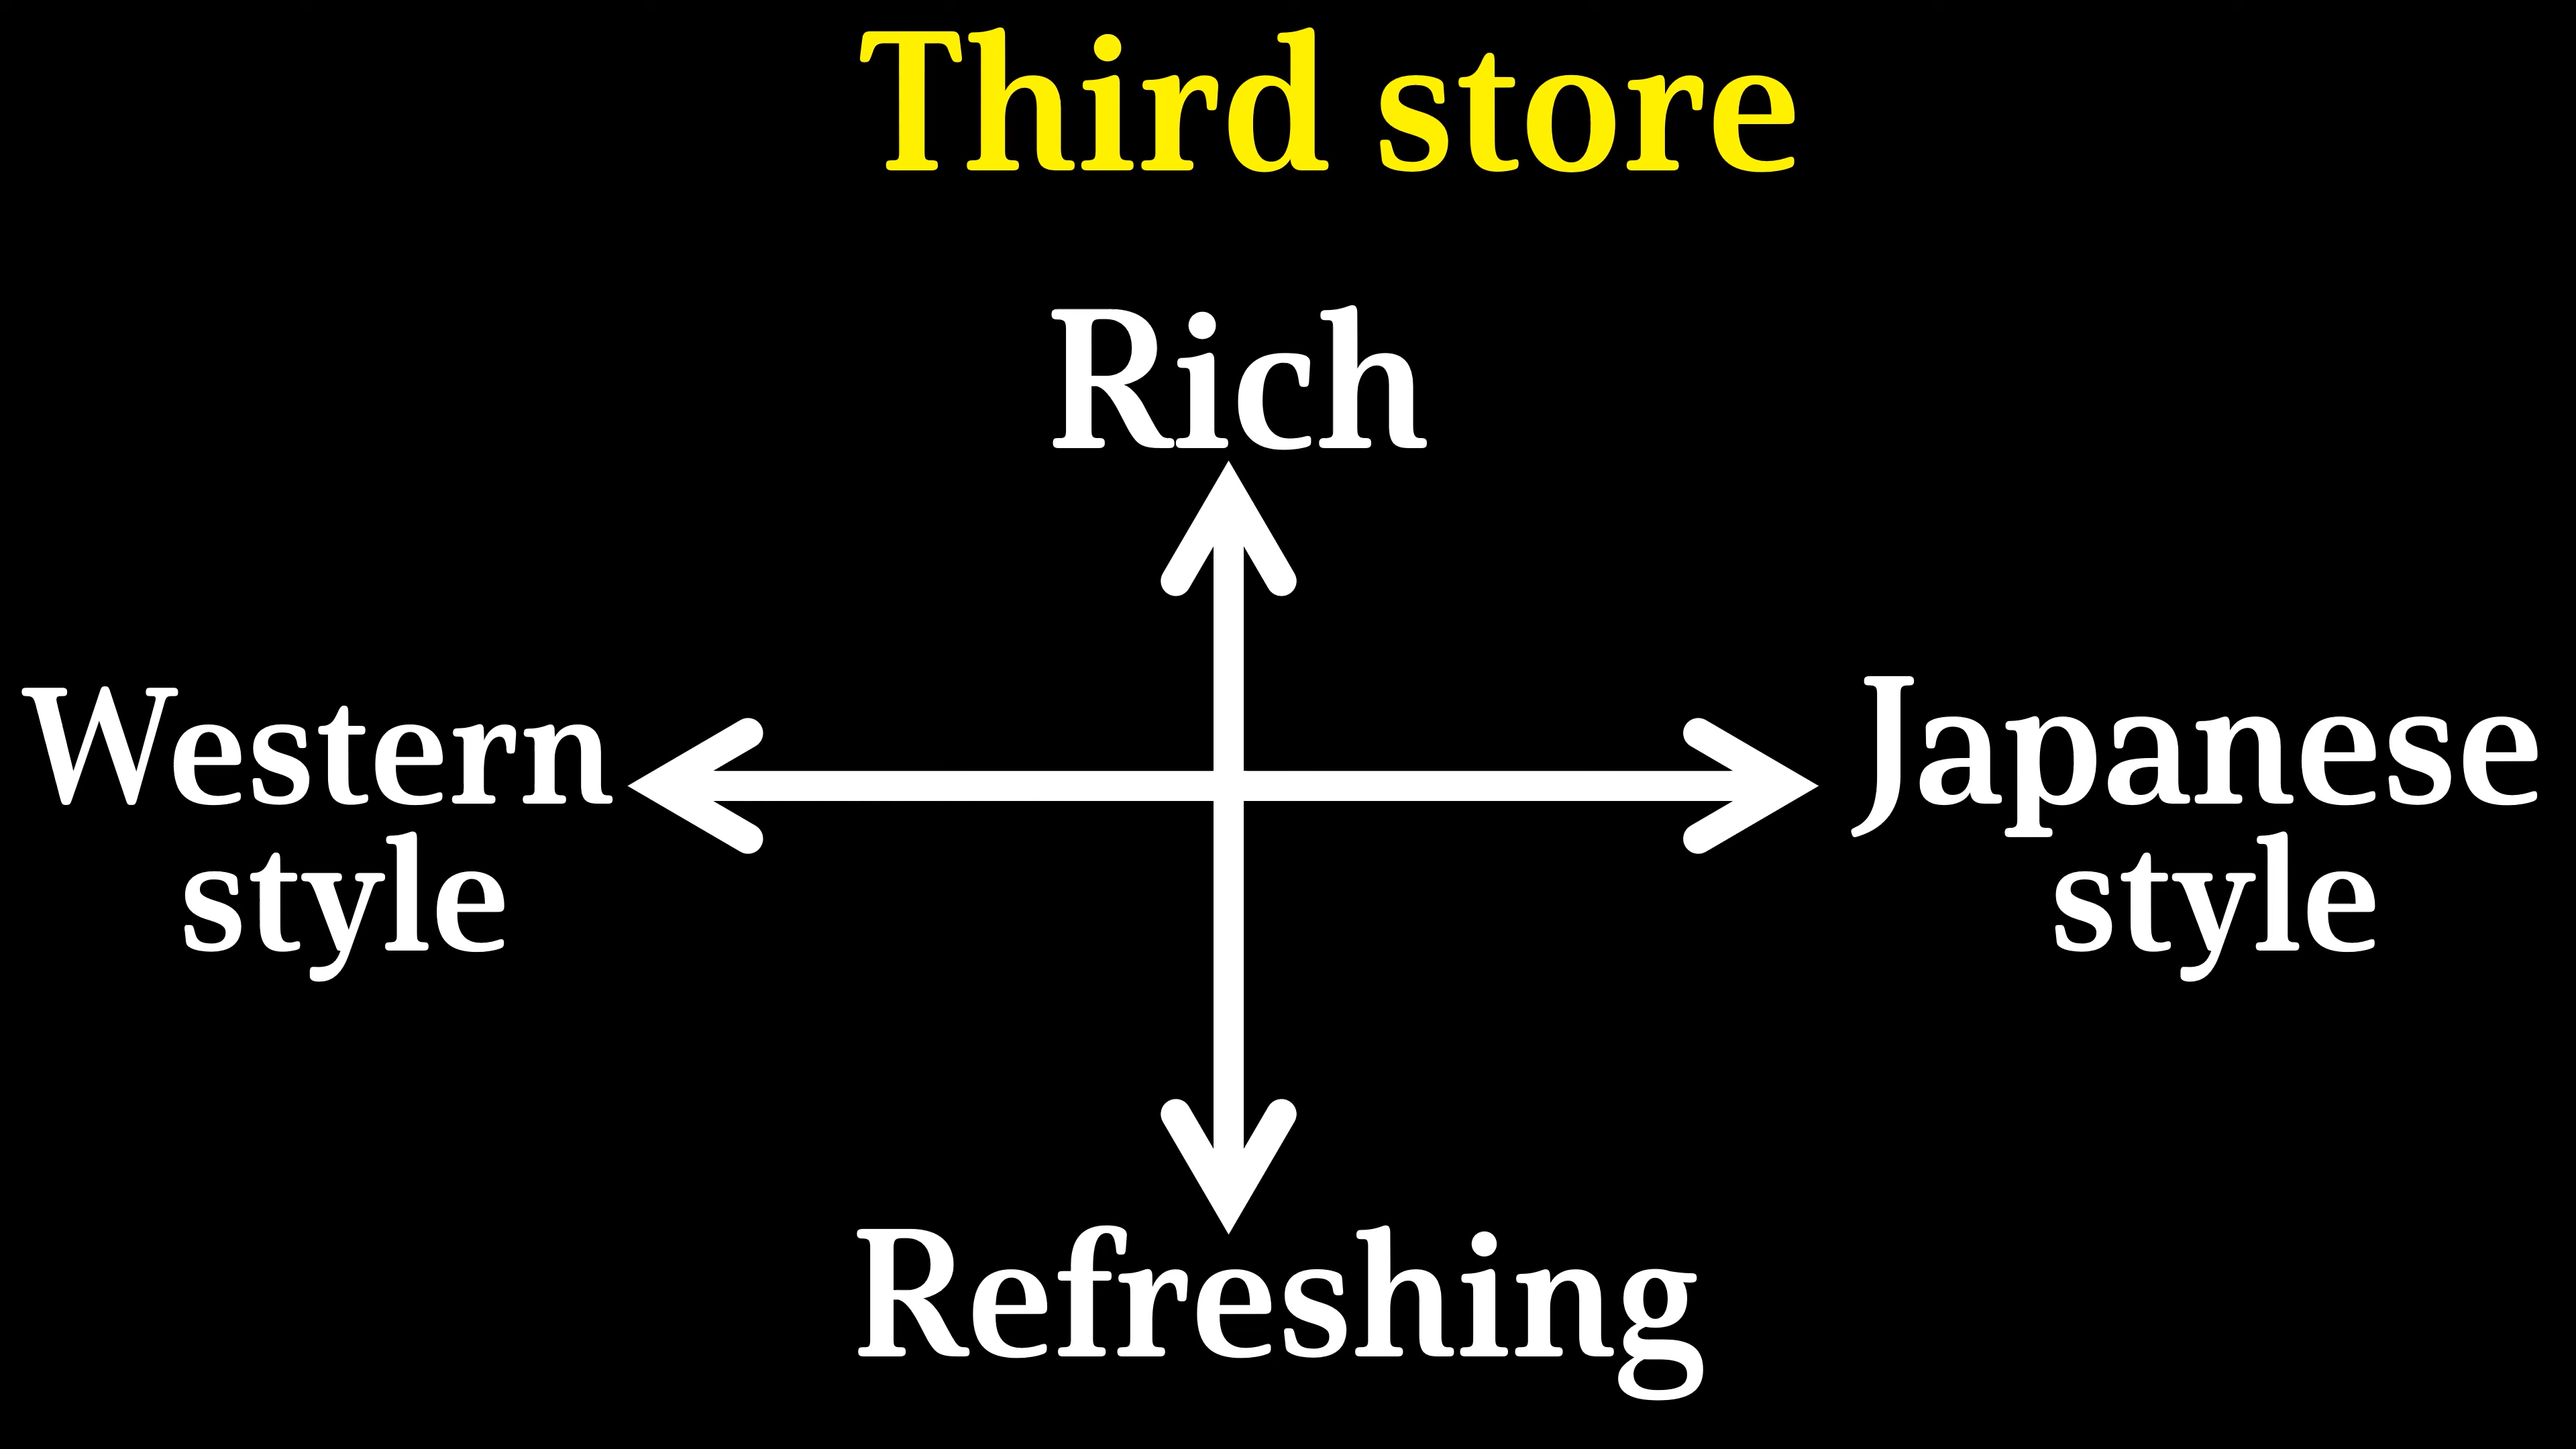 Third store
Rich
Western
style
Japanese
style
Refreshing